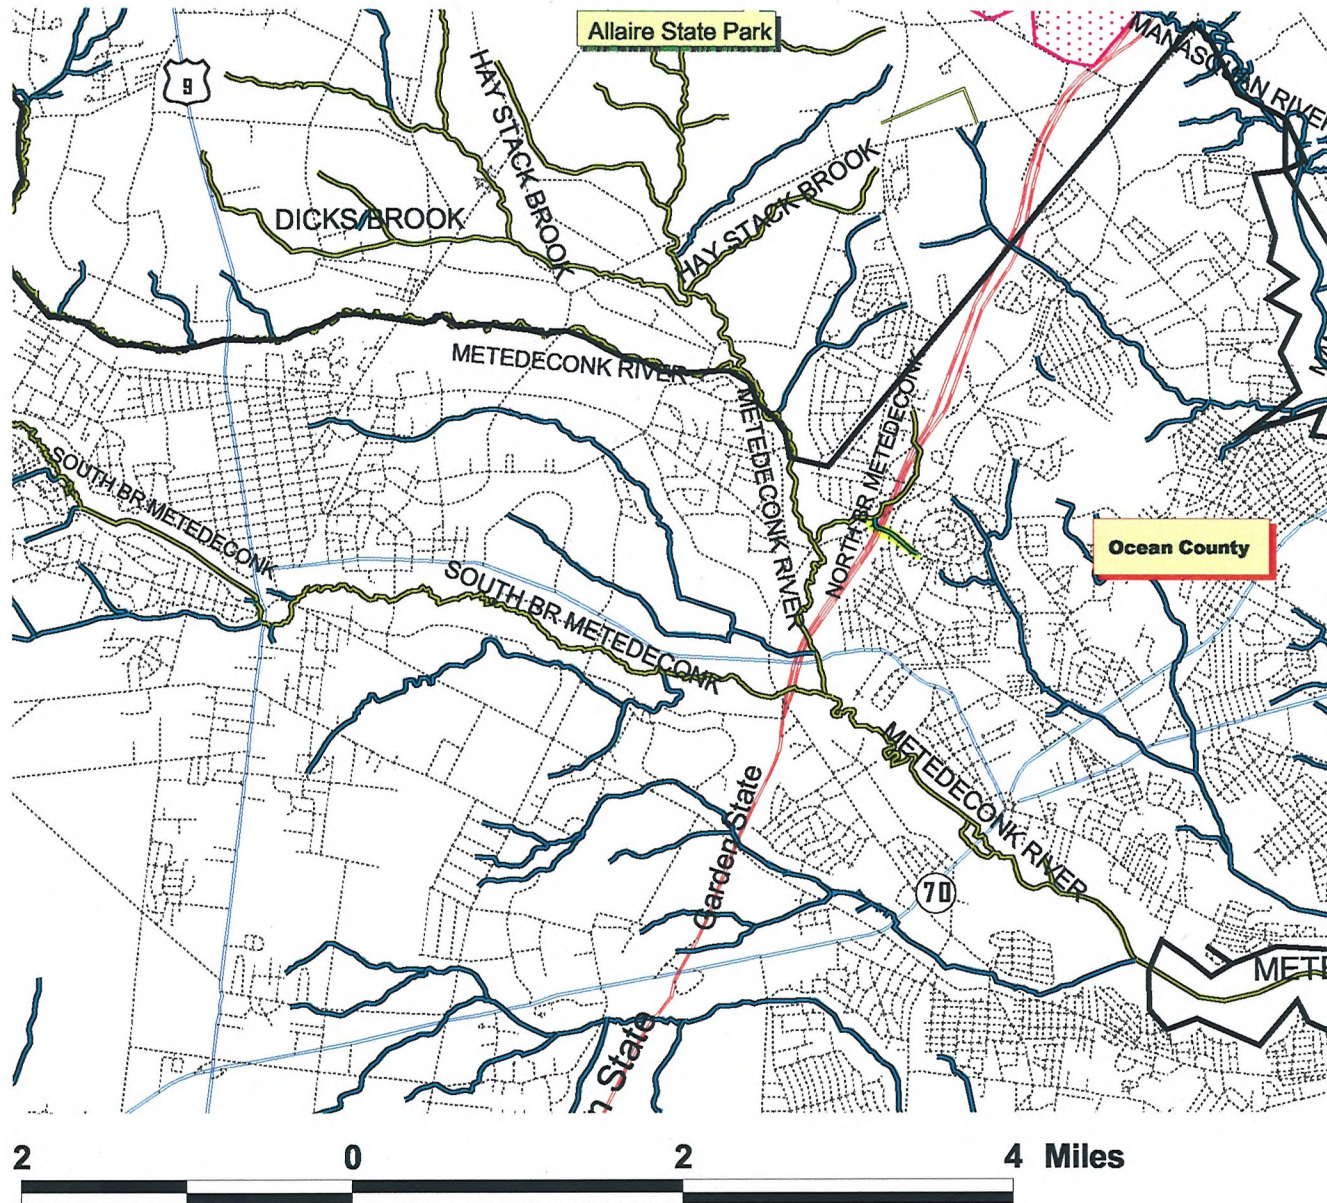 Allaire State Park
MANASQUAN RIVER
9
HAY STACK BROOK
HAY STACK BROOK
DICKS BROOK
METEDECONK RIVER
NORTH BR METEDECONK
METEDECONK RIVER
SOUTH BR METEDECONK
Ocean County
SOUTH BR METEDECONK
METEDECONK RIVER
Garden State
70
METE
n State
2 0 2 4 Miles